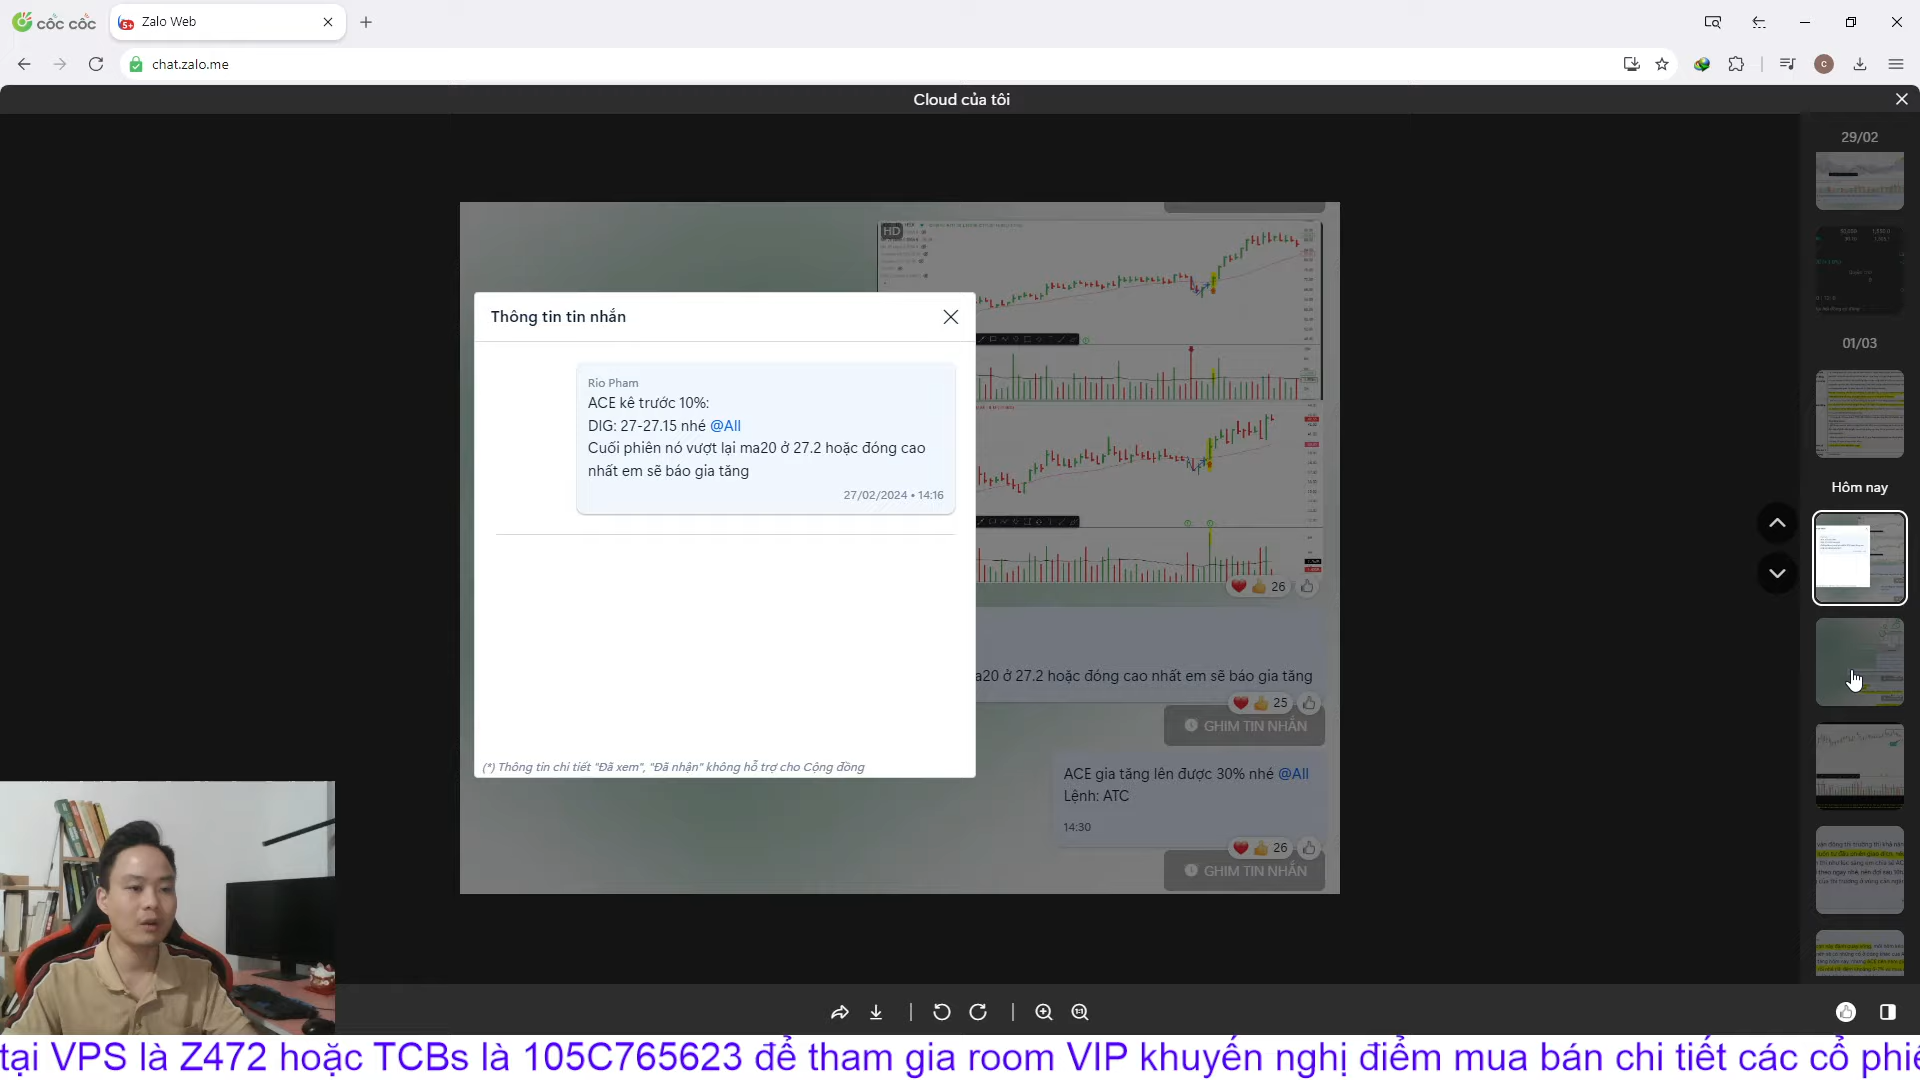 cốc cốc
Zalo Web
chat.zalo.me
Cloud của tôi
29/02
01/03
Hôm nay
HD
Thông tin tin nhắn
Rio Pham
ACE kê trước 10%:
DIG: 27-27.15 nhé @All
Cuối phiên nó vượt lại ma20 ở 27.2 hoặc đóng cao
nhất em sẽ báo gia tăng
27/02/2024 • 14:16
(*) Thông tin chi tiết "Đã xem", "Đã nhận" không hỗ trợ cho Cộng đồng
26
a20 ở 27.2 hoặc đóng cao nhất em sẽ báo gia tăng
25
GHIM TIN NHẮN
ACE gia tăng lên được 30% nhé @All
Lệnh: ATC
14:30
26
GHIM TIN NHẮN
tại VPS là Z472 hoặc TCBs là 105C765623 để tham gia room VIP khuyến nghị điểm mua bán chi tiết các cổ phiế